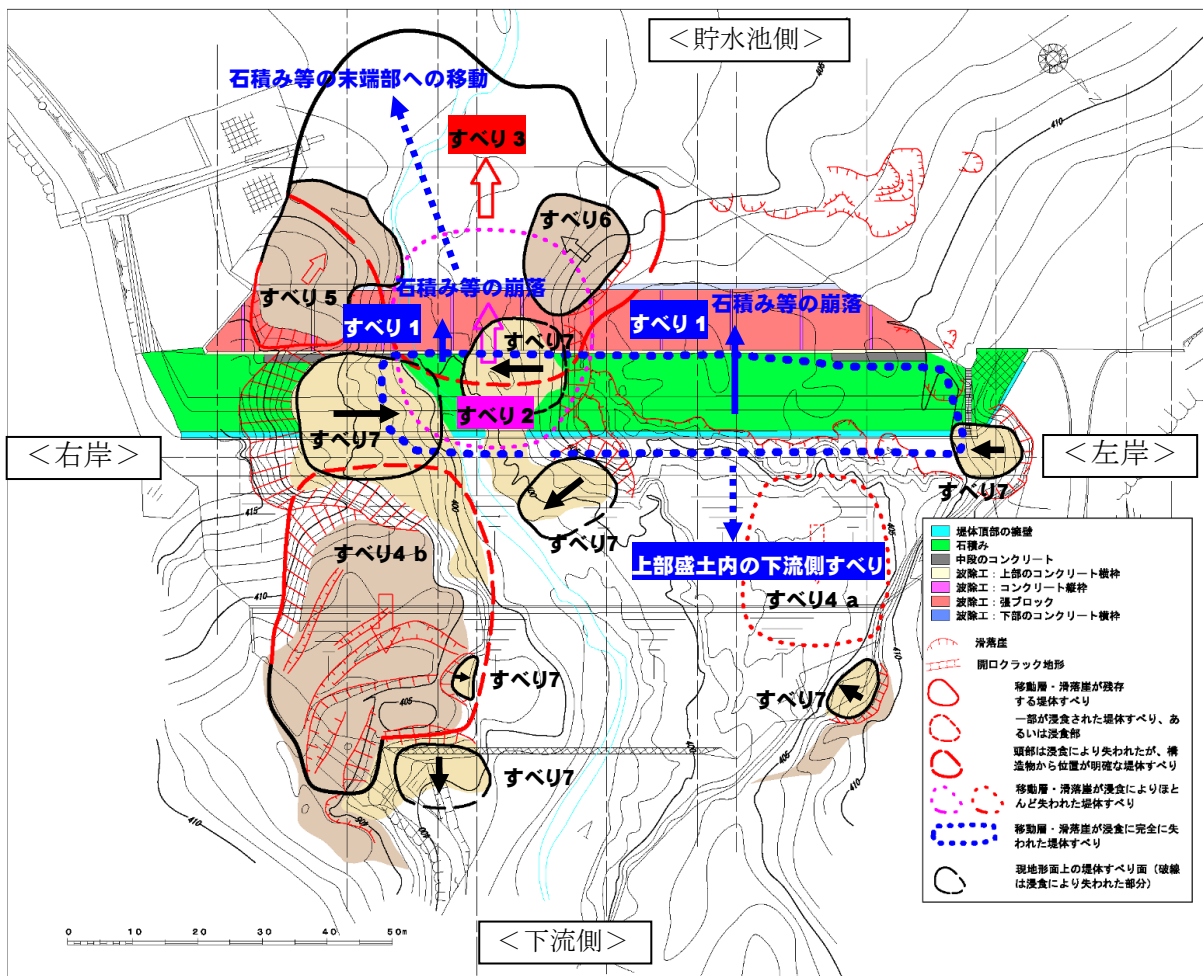 ＜貯水池側＞
石積み等の末端部への移動
すべり３
すべり６
すべり５
石積み等の崩落
石積み等の崩落
すべり１
すべり１
すべり７
すべり２
すべり７
＜右岸＞
＜左岸＞
すべり７
すべり７
すべり４ｂ
上部盛土内の下流側すべり
すべり４ａ
すべり７
すべり７
すべり７
＜下流側＞
0 10 20 30 40 50m
405
410
415
400
405
410
410
405
410
400
405
410
405
400
堤体頂部の擁壁
石積み
中段のコンクリート
波除工：上部のコンクリート横枠
波除工：コンクリート縦枠
波除工：張ブロック
波除工：下部のコンクリート横枠
滑落崖
開口クラック地形
移動層・滑落崖が残存
する堤体すべり
一部が浸食された堤体すべり、あ
るいは浸食部
頭部は浸食により失われたが、構
造物から位置が明確な堤体すべり
移動層・滑落崖が浸食によりほと
んど失われた堤体すべり
移動層・滑落崖が浸食に完全に失
われた堤体すべり
現地形面上の堤体すべり面（破線
は浸食により失われた部分）